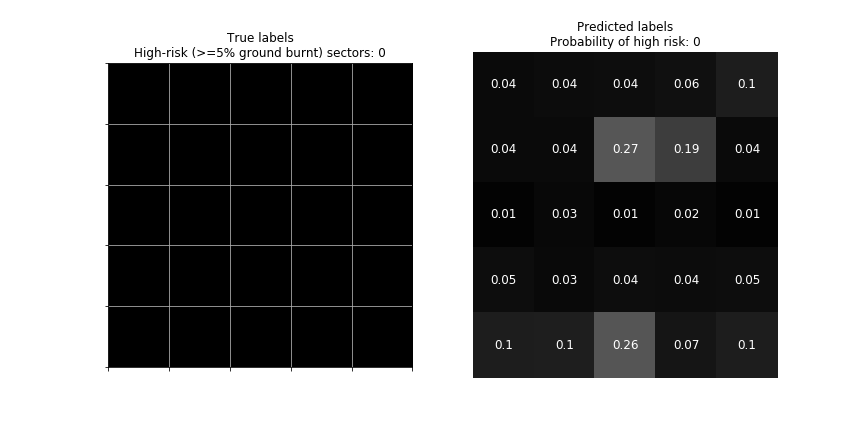 True labels
High-risk (>=5% ground burnt) sectors: 0
Predicted labels
Probability of high risk: 0
0.04 0.04 0.04 0.06 0.1
0.04 0.04 0.27 0.19 0.04
0.01 0.03 0.01 0.02 0.01
0.05 0.03 0.04 0.04 0.05
0.1 0.1 0.26 0.07 0.1